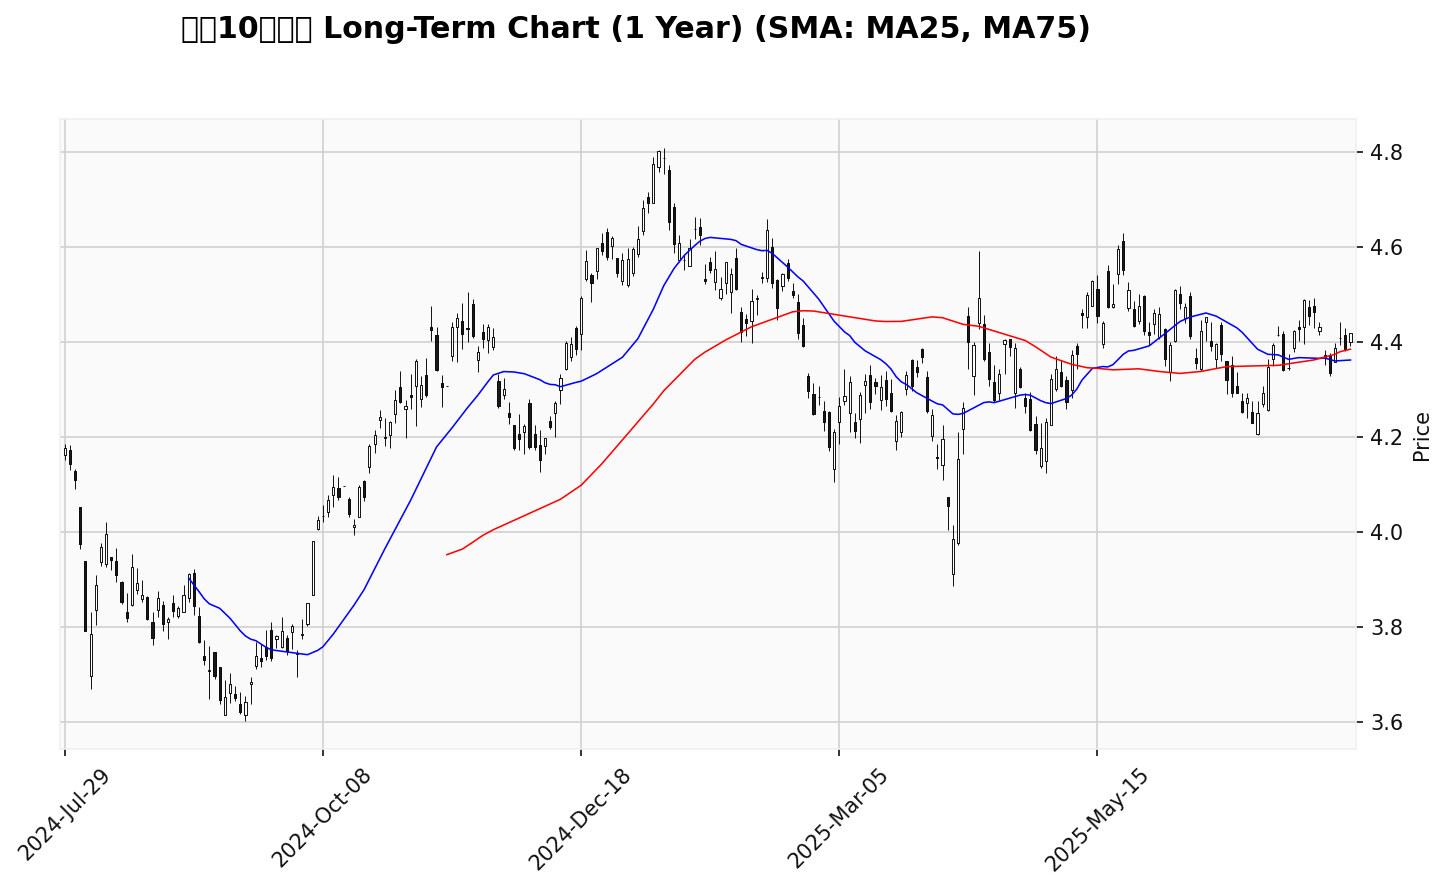 10 Long-Term Chart (1 Year) (SMA: MA25, MA75)
4.8
4.6
4.4
4.2
4.0
3.8
3.6
Price
2024-Jul-29
2024-Oct-08
2024-Dec-18
2025-Mar-05
2025-May-15